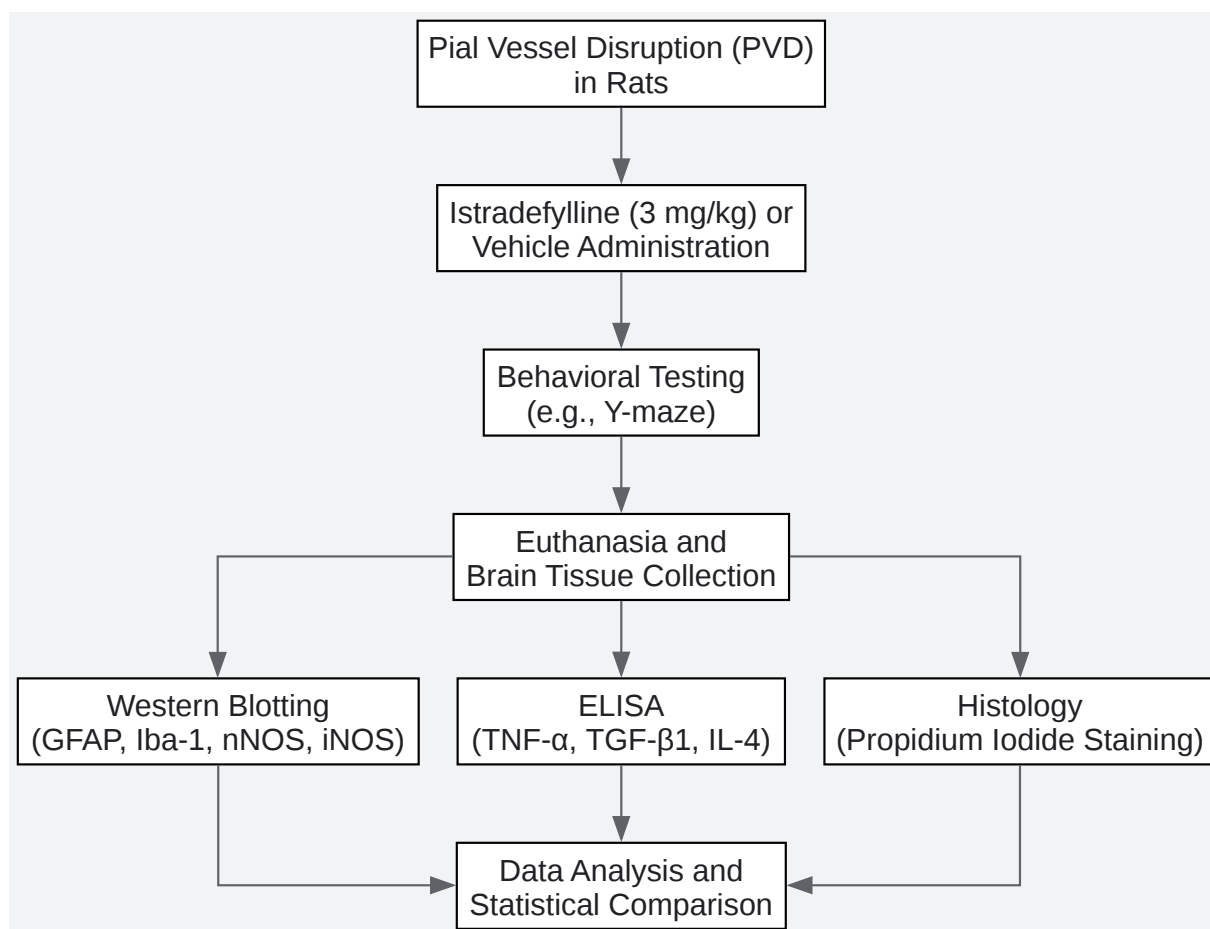 Pial Vessel Disruption (PVD)
in Rats
Istradefylline (3 mg/kg) or
Vehicle Administration
Behavioral Testing
(e.g., Y-maze)
Euthanasia and
Brain Tissue Collection
Western Blotting
(GFAP, Iba-1, nNOS, iNOS)
ELISA
(TNF-α, TGF-β1, IL-4)
Histology
(Propidium Iodide Staining)
Data Analysis and
Statistical Comparison